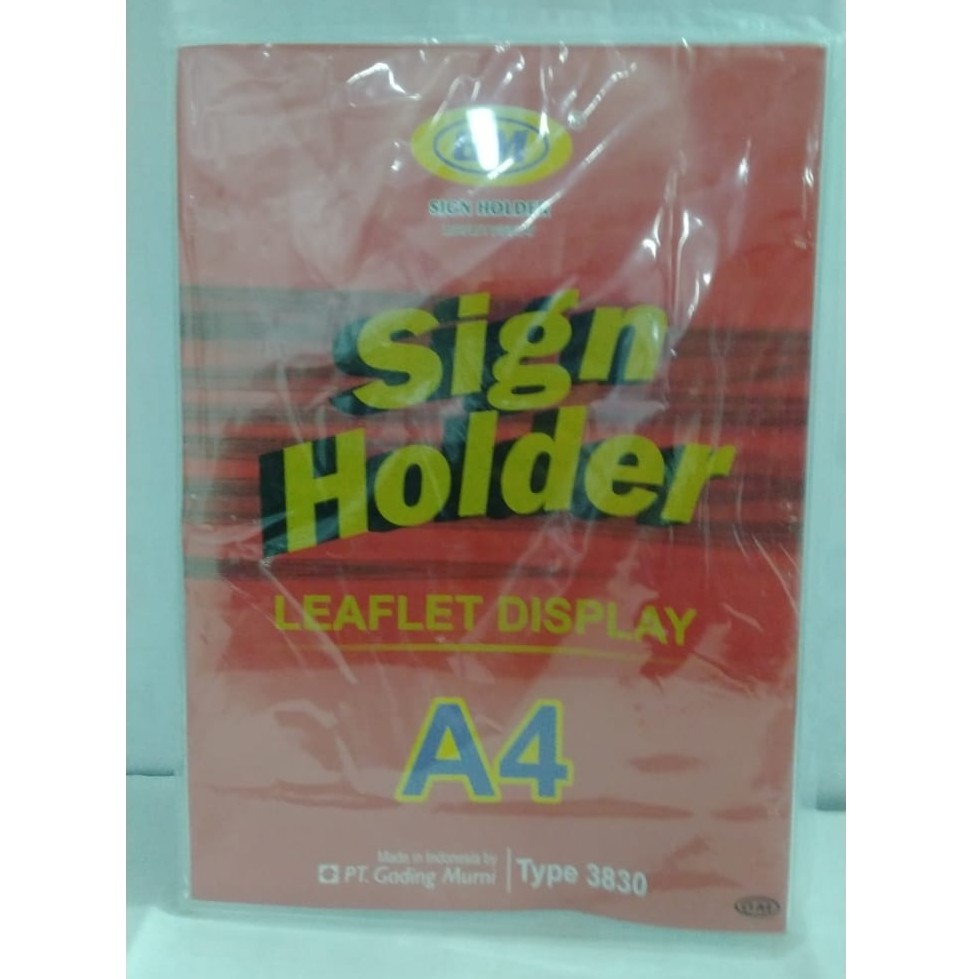 SIGN HOLDER
Sign
Holder
LEAFLET DISPLAY
A4
Made in Indonesia by
PT. Gading Murni
Type 3830